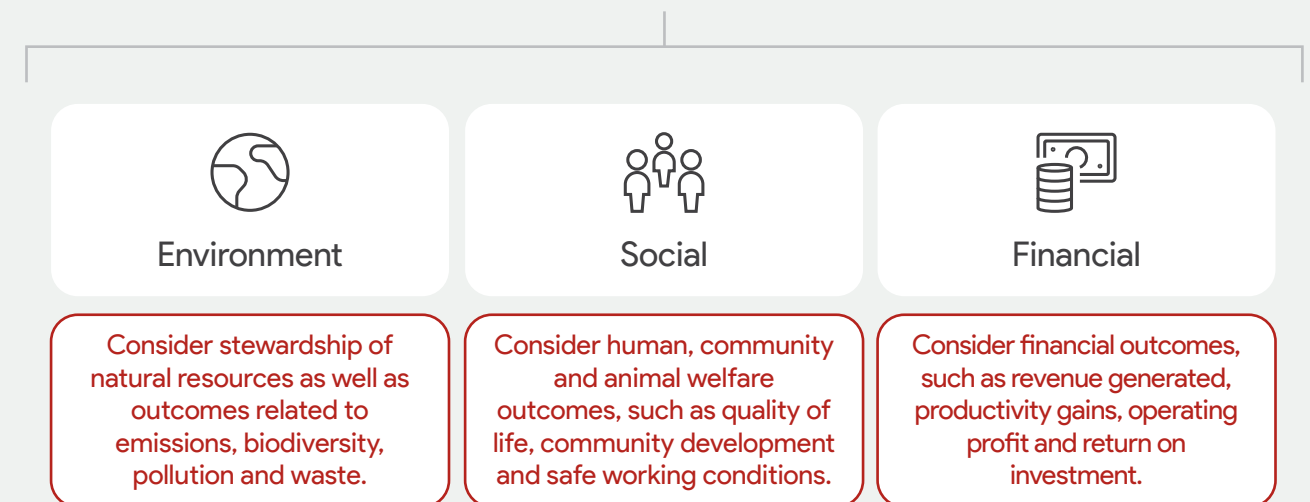 Environment
Social
Financial
Consider stewardship of
natural resources as well as
outcomes related to
emissions, biodiversity,
pollution and waste.
Consider human, community
and animal welfare
outcomes, such as quality of
life, community development
and safe working conditions.
Consider financial outcomes,
such as revenue generated,
productivity gains, operating
profit and return on
investment.